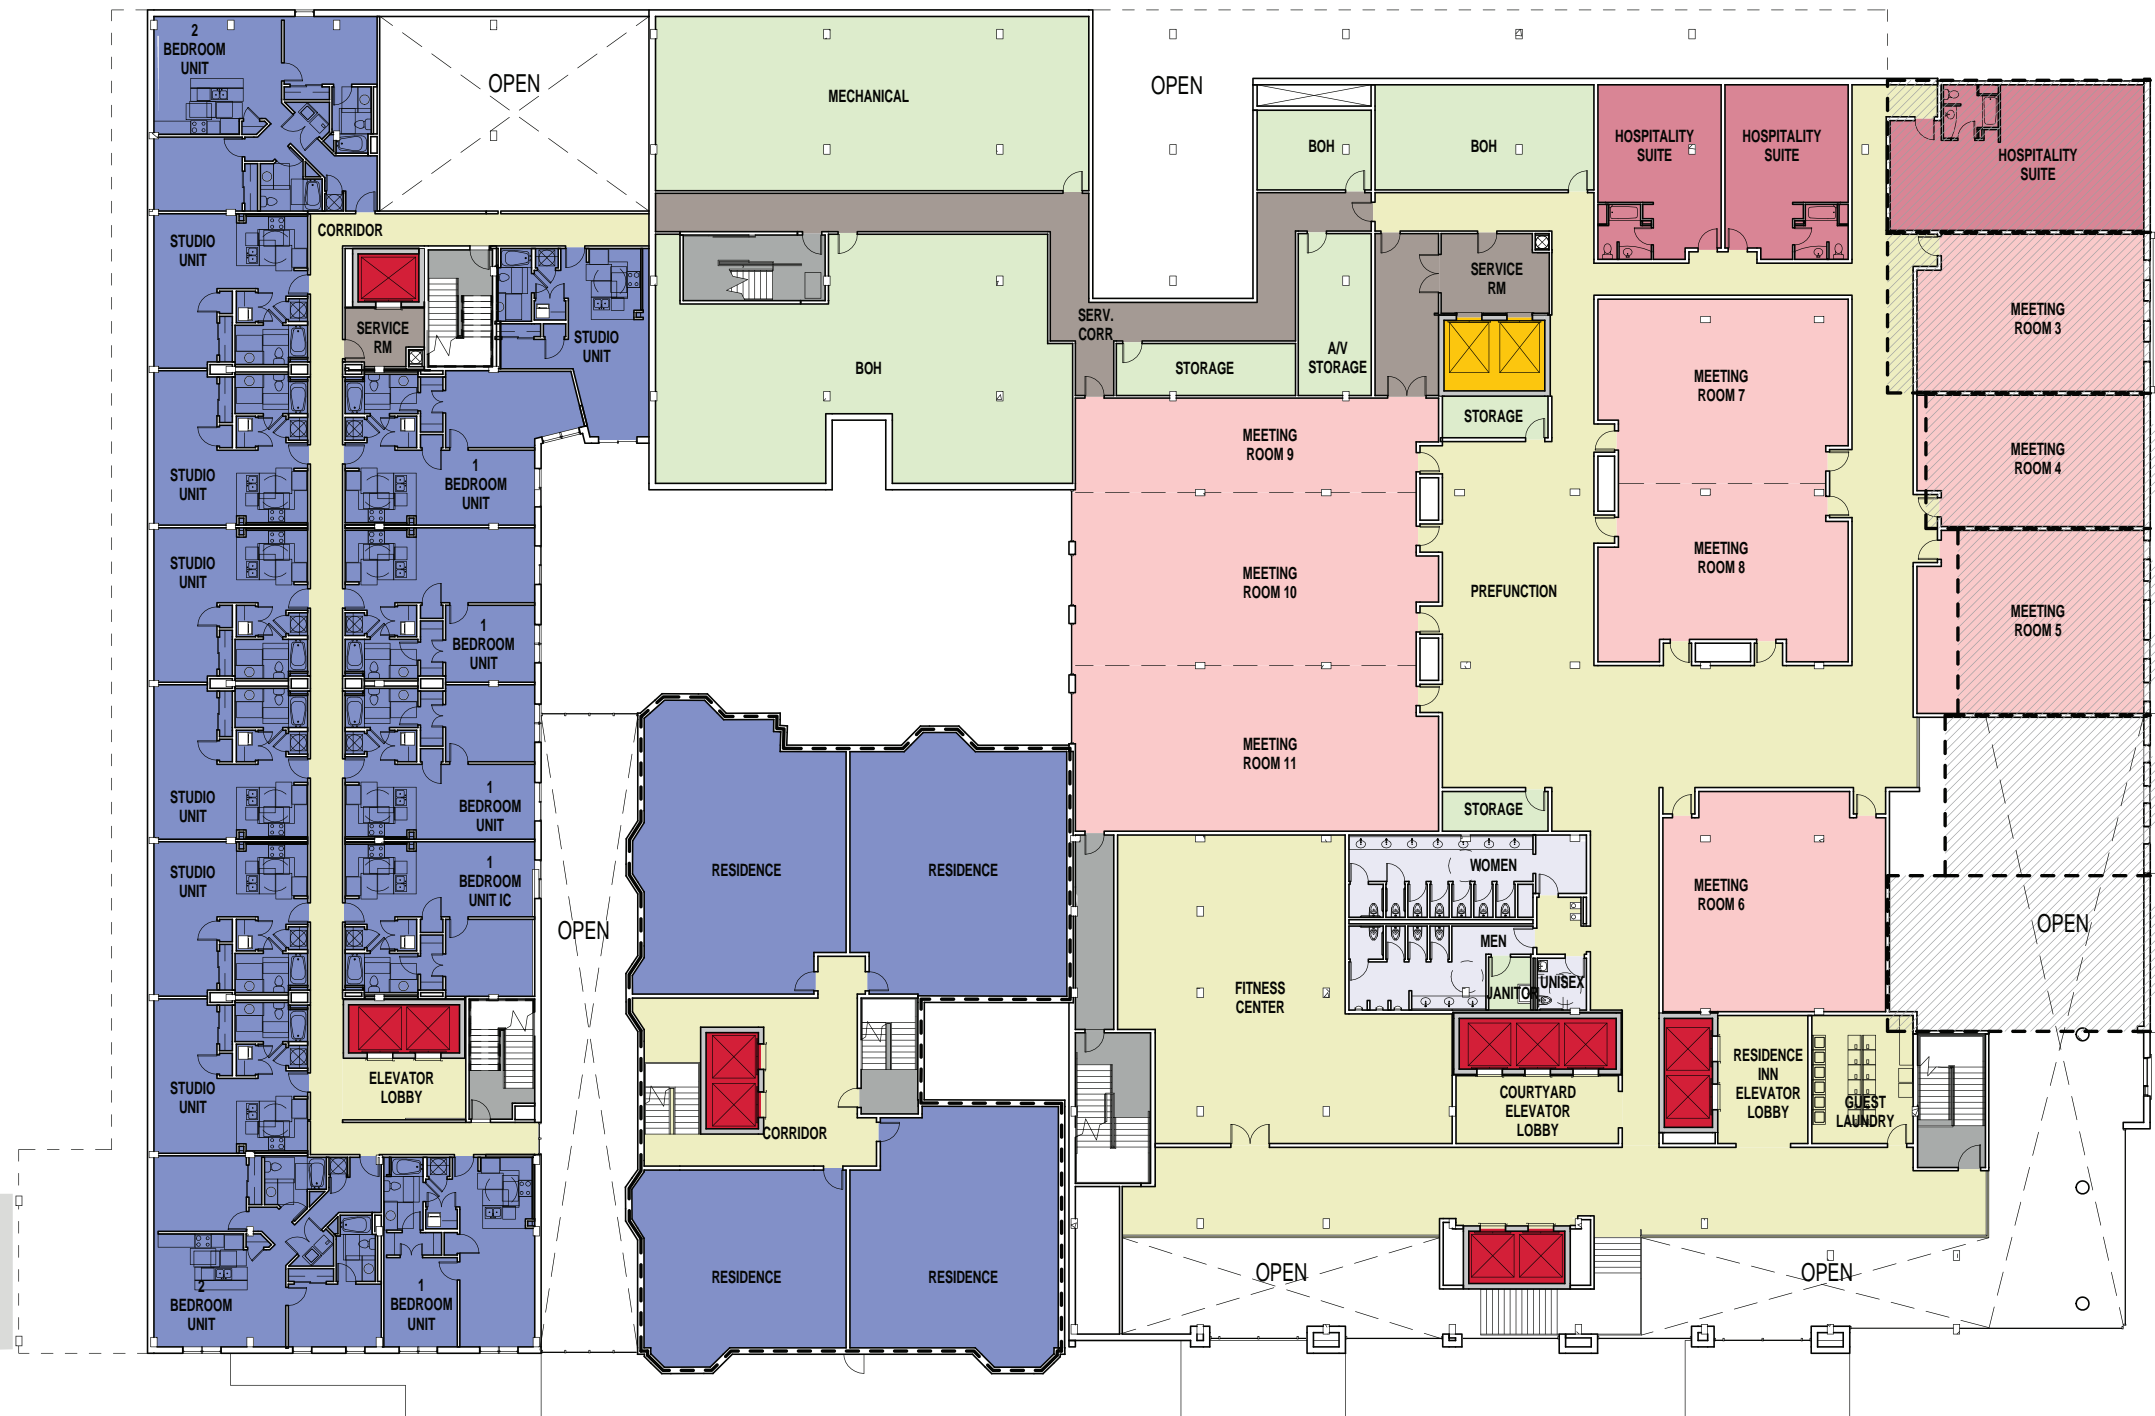 2
BEDROOM
UNIT
OPEN
MECHANICAL
OPEN
BOH
BOH
HOSPITALITY
SUITE
HOSPITALITY
SUITE
HOSPITALITY
SUITE
CORRIDOR
STUDIO
UNIT
SERVICE
RM
STUDIO
UNIT
BOH
SERV.
CORR
STORAGE
A/V
STORAGE
SERVICE
RM
STORAGE
MEETING
ROOM 7
MEETING
ROOM 3
MEETING
ROOM 4
STUDIO
UNIT
1
BEDROOM
UNIT
MEETING
ROOM 9
STUDIO
UNIT
1
BEDROOM
UNIT
MEETING
ROOM 10
PREFUNCTION
MEETING
ROOM 8
MEETING
ROOM 5
STUDIO
UNIT
1
BEDROOM
UNIT
MEETING
ROOM 11
STORAGE
STUDIO
UNIT
1
BEDROOM
UNIT IC
OPEN
RESIDENCE
RESIDENCE
WOMEN
MEN
JANITOR
UNISEX
MEETING
ROOM 6
OPEN
FITNESS
CENTER
STUDIO
UNIT
ELEVATOR
LOBBY
CORRIDOR
COURTYARD
ELEVATOR
LOBBY
RESIDENCE
INN
ELEVATOR
LOBBY
GUEST
LAUNDRY
2
BEDROOM
UNIT
1
BEDROOM
UNIT
RESIDENCE
RESIDENCE
OPEN
OPEN